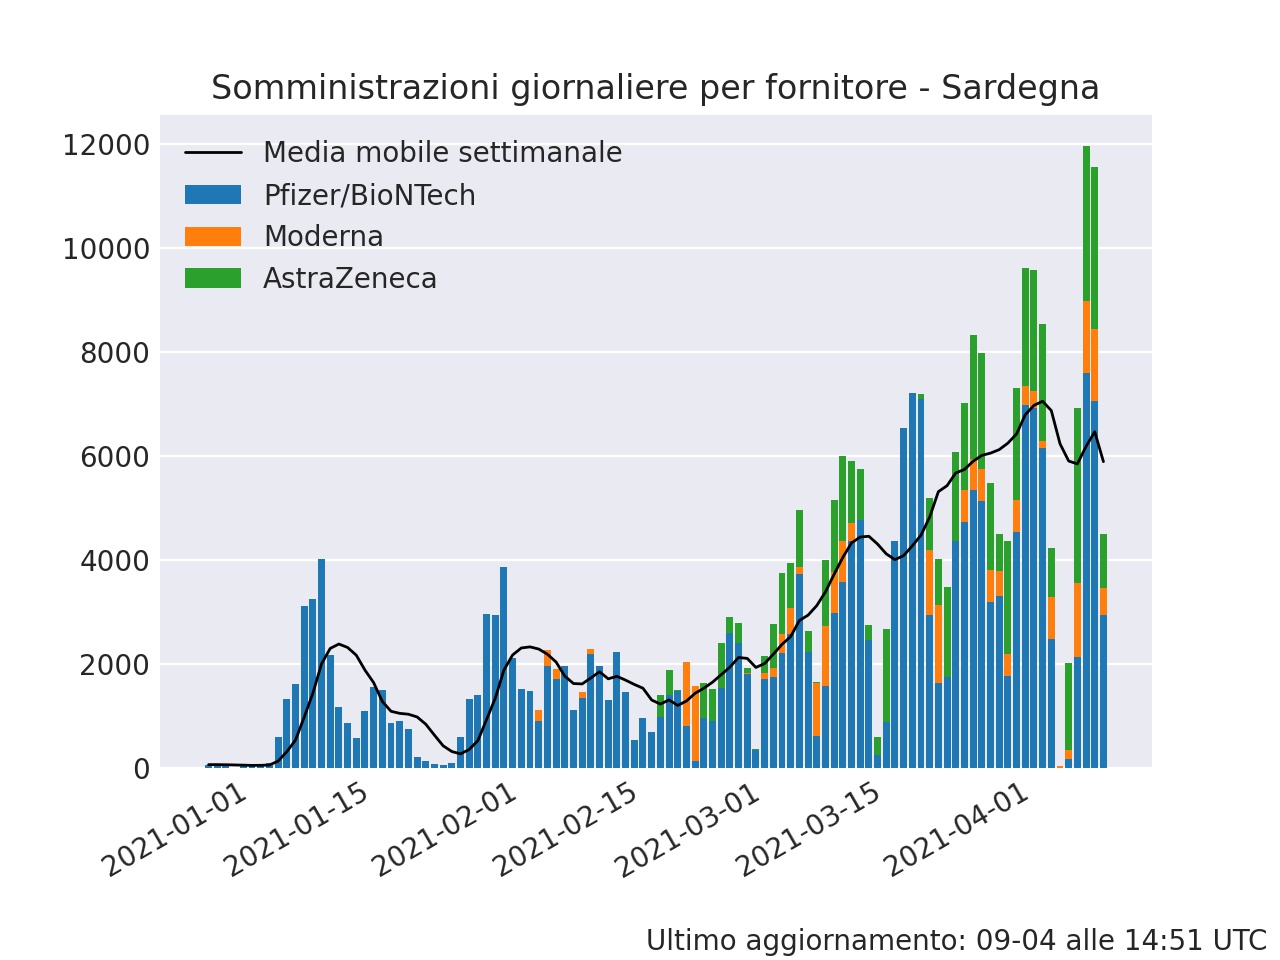 Somministrazioni giornaliere per fornitore - Sardegna
12000
10000
8000
6000
4000
2000
0
Media mobile settimanale
Pfizer/BioNTech
Moderna
AstraZeneca
2021-01-01
2021-01-15
2021-02-01
2021-02-15
2021-03-01
2021-03-15
2021-04-01
Ultimo aggiornamento: 09-04 alle 14:51 UTC